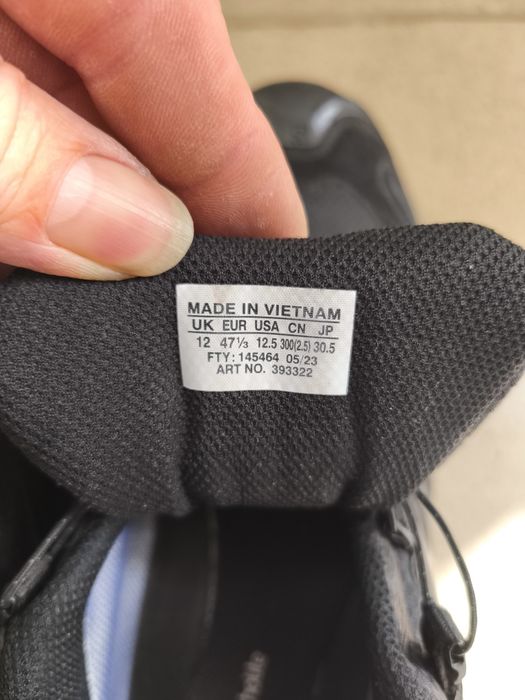 MADE IN VIETNAM
UK EUR USA CN JP
12 47⅓ 12.5 300(2.5) 30.5
FTY: 145464 05/23
ART NO. 393322